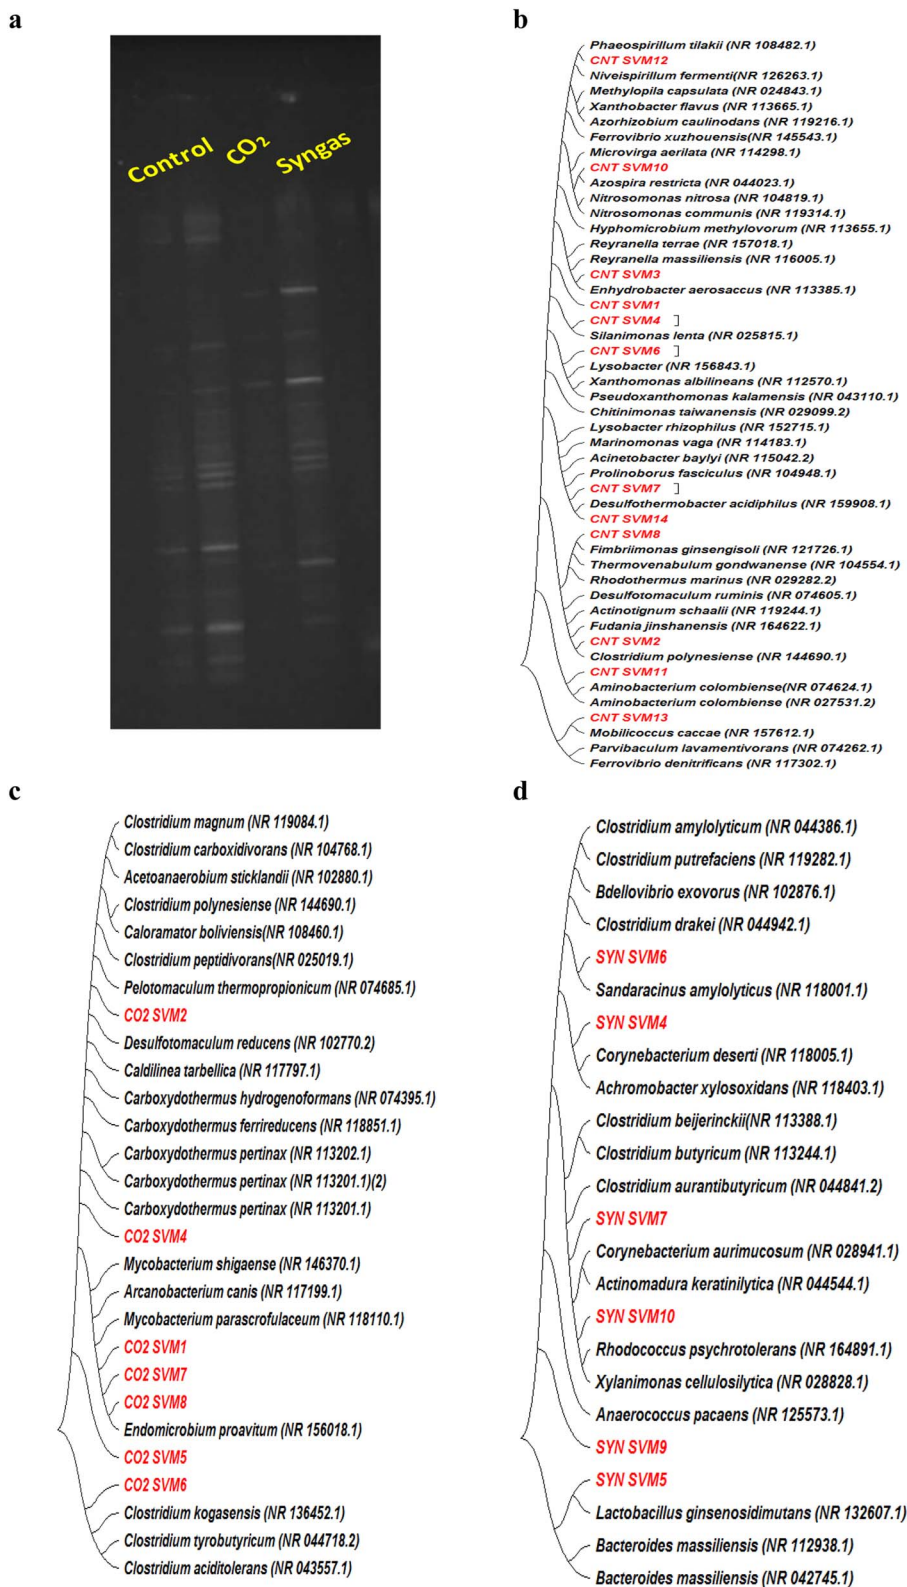 a
Control
CO₂
Syngas
b
Phaeospirillum tilakii (NR 108482.1)
CNT SVM12
Niveispirillum fermenti(NR 126263.1)
Methylopila capsulata (NR 024843.1)
Xanthobacter flavus (NR 113665.1)
Azorhizobium caulinodans (NR 119216.1)
Ferrovibrio xuzhouensis(NR 145543.1)
Microvirga aerilata (NR 114298.1)
CNT SVM10
Azospira restricta (NR 044023.1)
Nitrosomonas nitrosa (NR 104819.1)
Nitrosomonas communis (NR 119314.1)
Hyphomicrobium methylovorum (NR 113655.1)
Reyranella terrae (NR 157018.1)
Reyranella massiliensis (NR 116005.1)
CNT SVM3
Enhydrobacter aerosaccus (NR 113385.1)
CNT SVM1
CNT SVM4
Silanimonas lenta (NR 025815.1)
CNT SVM6
Lysobacter (NR 156843.1)
Xanthomonas albilineans (NR 112570.1)
Pseudoxanthomonas kalamensis (NR 043110.1)
Chitinimonas taiwanensis (NR 029099.2)
Lysobacter rhizophilus (NR 152715.1)
Marinomonas vaga (NR 114183.1)
Acinetobacter baylyi (NR 115042.2)
Prolinoborus fasciculus (NR 104948.1)
CNT SVM7
Desulfothermobacter acidiphilus (NR 159908.1)
CNT SVM14
CNT SVM8
Fimbriimonas ginsengisoli (NR 121726.1)
Thermovenabulum gondwanense (NR 104554.1)
Rhodothermus marinus (NR 029282.2)
Desulfotomaculum ruminis (NR 074605.1)
Actinotignum schaalii (NR 119244.1)
Fudania jinshanensis (NR 164622.1)
CNT SVM2
Clostridium polynesiense (NR 144690.1)
CNT SVM11
Aminobacterium colombiense(NR 074624.1)
Aminobacterium colombiense (NR 027531.2)
CNT SVM13
Mobilicoccus caccae (NR 157612.1)
Parvibaculum lavamentivorans (NR 074262.1)
Ferrovibrio denitrificans (NR 117302.1)
c
Clostridium magnum (NR 119084.1)
Clostridium carboxidivorans (NR 104768.1)
Acetoanaerobium sticklandii (NR 102880.1)
Clostridium polynesiense (NR 144690.1)
Caloramator boliviensis(NR 108460.1)
Clostridium peptidivorans(NR 025019.1)
Pelotomaculum thermopropionicum (NR 074685.1)
CO2 SVM2
Desulfotomaculum reducens (NR 102770.2)
Caldilinea tarbellica (NR 117797.1)
Carboxydothermus hydrogenoformans (NR 074395.1)
Carboxydothermus ferrireducens (NR 118851.1)
Carboxydothermus pertinax (NR 113202.1)
Carboxydothermus pertinax (NR 113201.1)(2)
Carboxydothermus pertinax (NR 113201.1)
CO2 SVM4
Mycobacterium shigaense (NR 146370.1)
Arcanobacterium canis (NR 117199.1)
Mycobacterium parascrofulaceum (NR 118110.1)
CO2 SVM1
CO2 SVM7
CO2 SVM8
Endomicrobium proavitum (NR 156018.1)
CO2 SVM5
CO2 SVM6
Clostridium kogasensis (NR 136452.1)
Clostridium tyrobutyricum (NR 044718.2)
Clostridium aciditolerans (NR 043557.1)
d
Clostridium amylolyticum (NR 044386.1)
Clostridium putrefaciens (NR 119282.1)
Bdellovibrio exovorus (NR 102876.1)
Clostridium drakei (NR 044942.1)
SYN SVM6
Sandaracinus amylolyticus (NR 118001.1)
SYN SVM4
Corynebacterium deserti (NR 118005.1)
Achromobacter xylosoxidans (NR 118403.1)
Clostridium beijerinckii(NR 113388.1)
Clostridium butyricum (NR 113244.1)
Clostridium aurantibutyricum (NR 044841.2)
SYN SVM7
Corynebacterium aurimucosum (NR 028941.1)
Actinomadura keratinilytica (NR 044544.1)
SYN SVM10
Rhodococcus psychrotolerans (NR 164891.1)
Xylanimonas cellulosilytica (NR 028828.1)
Anaerococcus pacaens (NR 125573.1)
SYN SVM9
SYN SVM5
Lactobacillus ginsenosidimutans (NR 132607.1)
Bacteroides massiliensis (NR 112938.1)
Bacteroides massiliensis (NR 042745.1)